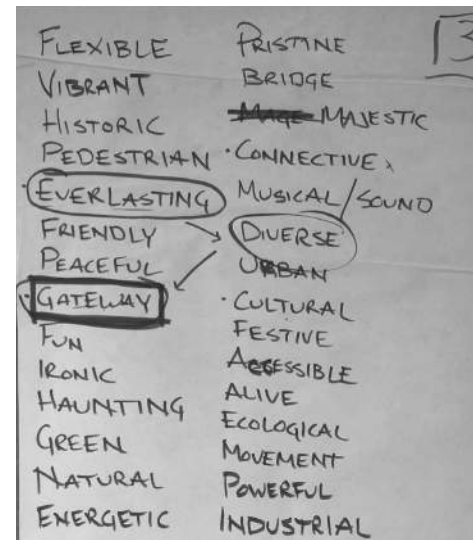 FLEXIBLE
VIBRANT
HISTORIC
PEDESTRIAN
EVERLASTING
FRIENDLY
PEACEFUL
GATEWAY
FUN
IRONIC
HAUNTING
GREEN
NATURAL
ENERGETIC
PRISTINE
BRIDGE
MAJESTIC
CONNECTIVE
MUSICAL/SOUND
DIVERSE
URBAN
CULTURAL
FESTIVE
ACCESSIBLE
ALIVE
ECOLOGICAL
MOVEMENT
POWERFUL
INDUSTRIAL